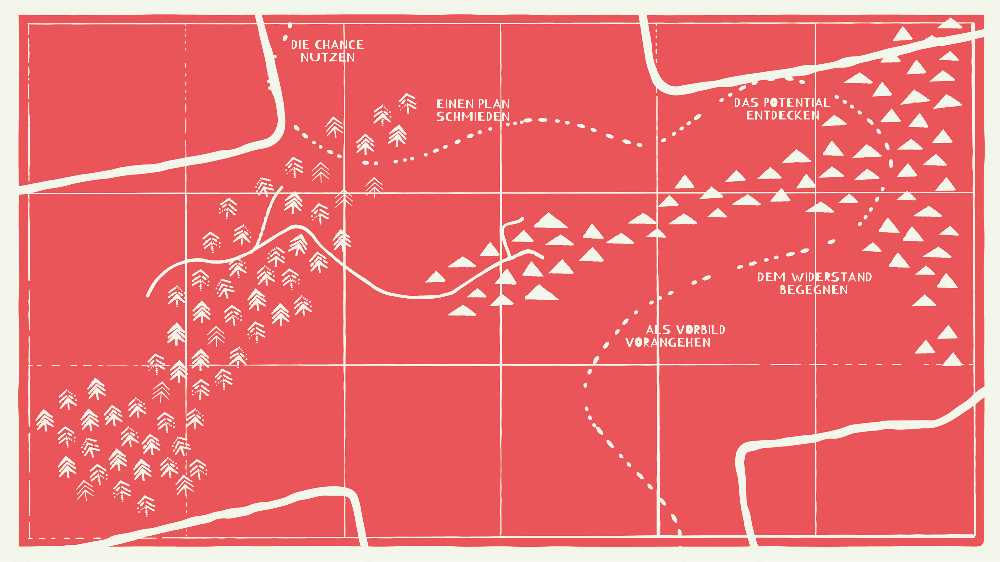 DIE CHANCE
NUTZEN
EINEN PLAN
SCHMIEDEN
DAS POTENTIAL
ENTDECKEN
DEM WIDERSTAND
BEGEGNEN
ALS VORBILD
VORANGEHEN